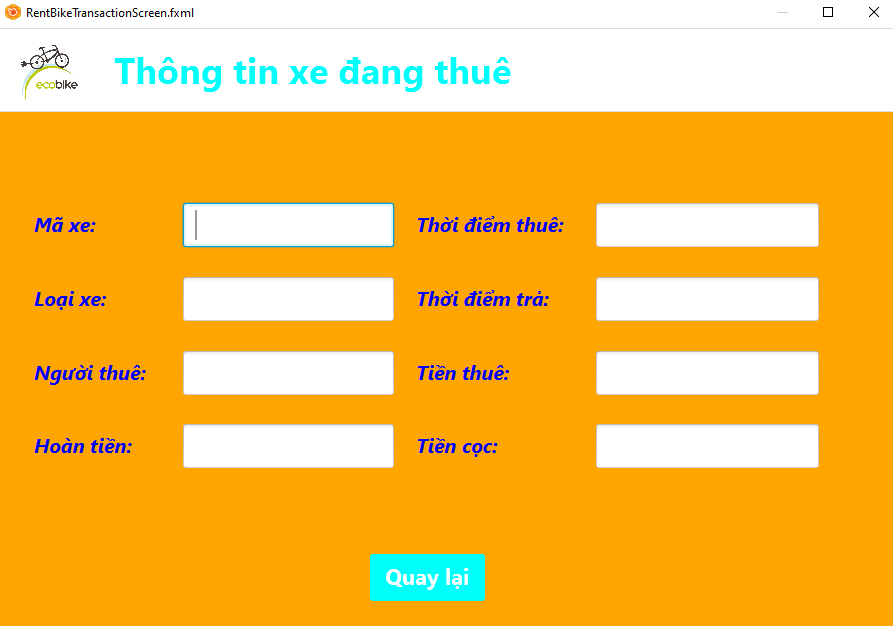 RentBikeTransactionScreen.fxml
ecobike
Thông tin xe đang thuê
Mã xe:
Thời điểm thuê:
Loại xe:
Thời điểm trả:
Người thuê:
Tiền thuê:
Hoàn tiền:
Tiền cọc:
Quay lại